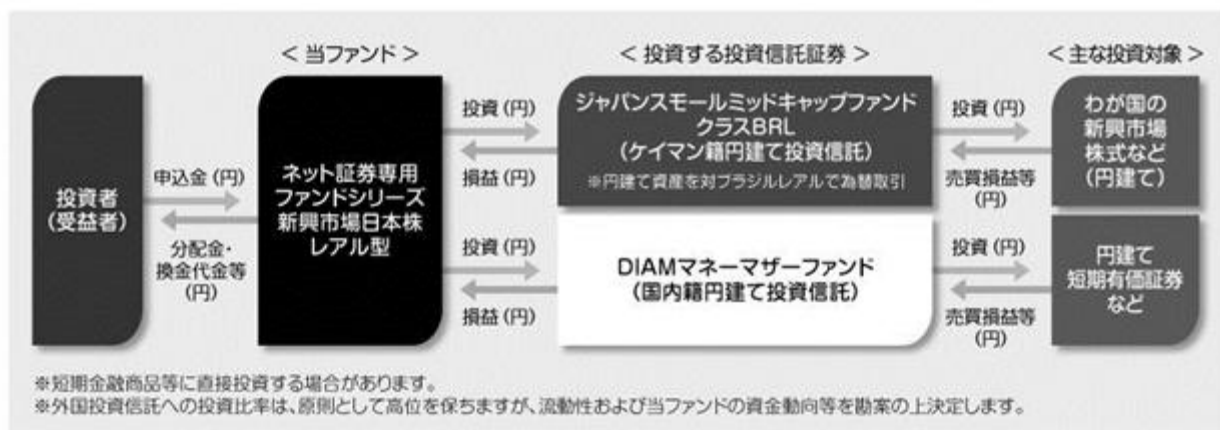 ＜当ファンド＞
＜投資する投資信託証券＞
＜主な投資対象＞
投資者
（受益者）
申込金（円）
分配金・
換金代金等
（円）
ネット証券専用
ファンドシリーズ
新興市場日本株
レアル型
投資（円）
損益（円）
ジャパンスモールミッドキャップファンド
クラスBRL
（ケイマン籍円建て投資信託）
※円建て資産を対ブラジルレアルで為替取引
投資（円）
売買損益等
（円）
わが国の
新興市場
株式など
（円建て）
投資（円）
損益（円）
DIAMマネーマザーファンド
（国内籍円建て投資信託）
投資（円）
売買損益等
（円）
円建て
短期有価証券
など
※短期金融商品等に直接投資する場合があります。
※外国投資信託への投資比率は、原則として高位を保ちますが、流動性および当ファンドの資金動向等を勘案の上決定します。